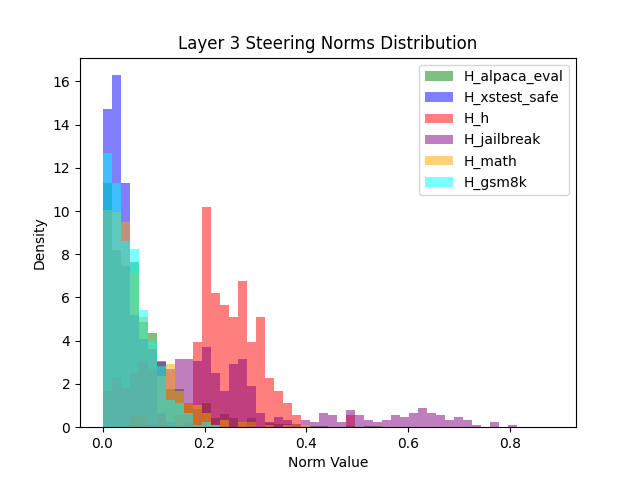 Layer 3 Steering Norms Distribution
16
14
12
10
8
6
4
2
0
Density
H_alpaca_eval
H_xstest_safe
H_h
H_jailbreak
H_math
H_gsm8k
0.0 0.2 0.4 0.6 0.8
Norm Value